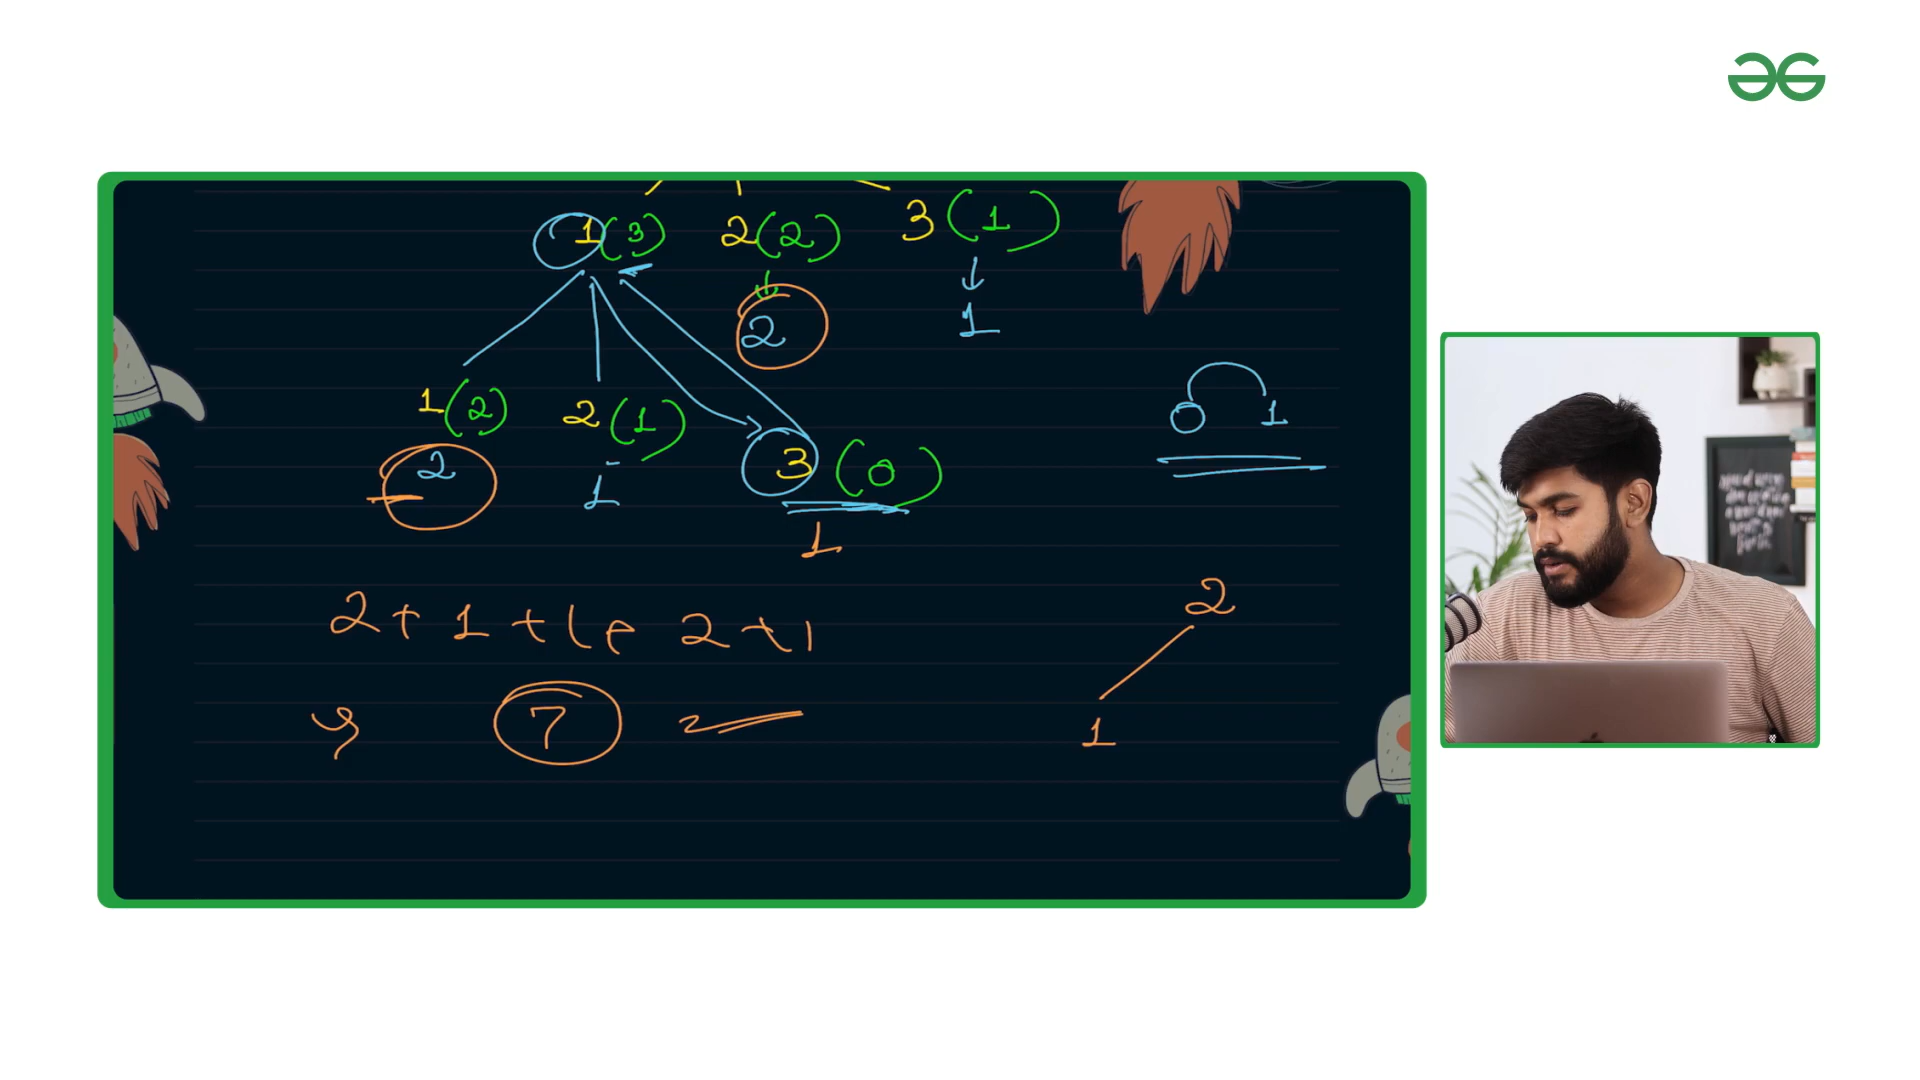 1 (3) 2 (2) 3 (1)
2 1
1 (2) 2 (1) 3 (0)
0 1
2 1
1
2 + 1 + 1 + 2 + 1
2
7
1